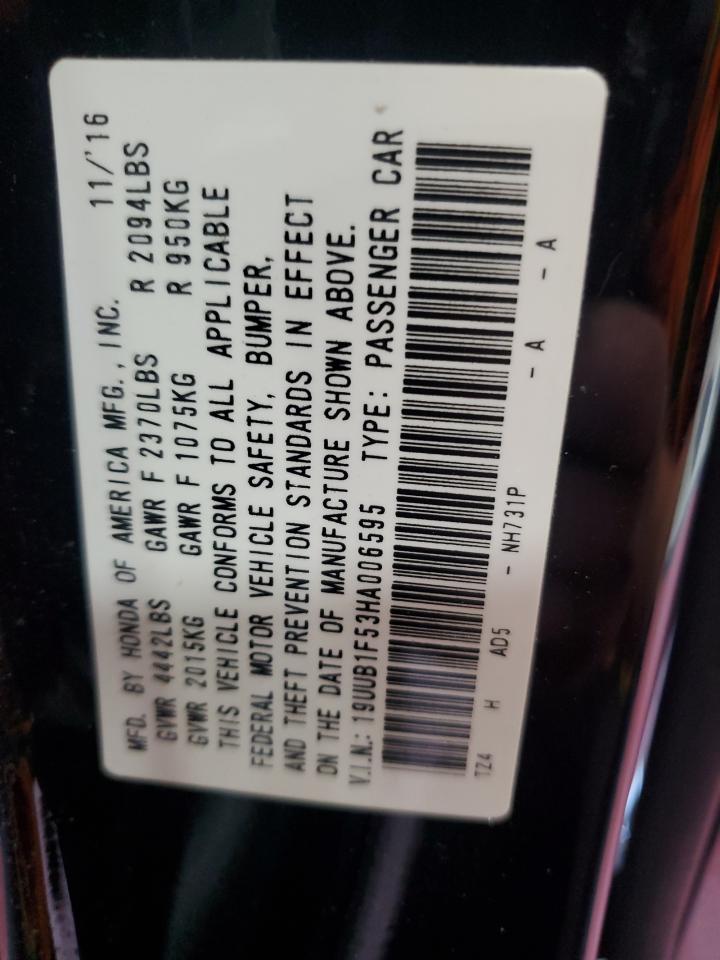 MFD. BY HONDA OF AMERICA MFG., INC. 11/'16
GVWR 4442LBS GAWR F 2370LBS R 2094LBS
GVWR 2015KG GAWR F 1075KG R 950KG
THIS VEHICLE CONFORMS TO ALL APPLICABLE
FEDERAL MOTOR VEHICLE SAFETY, BUMPER,
AND THEFT PREVENTION STANDARDS IN EFFECT
ON THE DATE OF MANUFACTURE SHOWN ABOVE.
V.I.N.: 19UUB1F53HA006595 TYPE: PASSENGER CAR
TZ4 H AD5 - NH731P - A - A